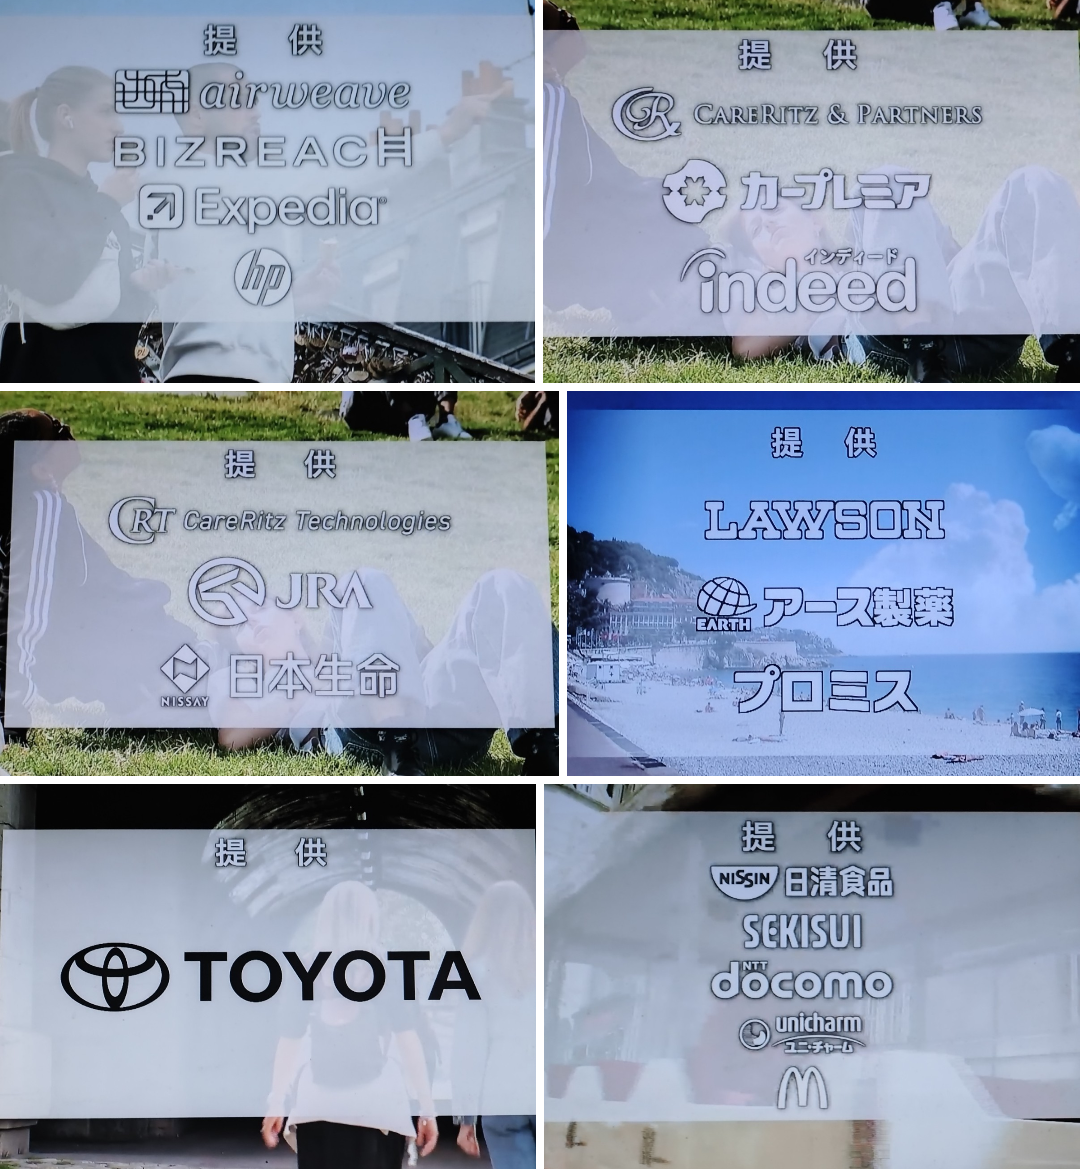 提 供
airweave
BIZREACH
Expedia
hp
提 供
CR CARERITZ & PARTNERS
カープレミア
インディード
indeed
提 供
CRT CareRitz Technologies
JRA
NISSAY 日本生命
提 供
LAWSON
EARTH アース製薬
プロミス
提 供
TOYOTA
提 供
NISSIN 日清食品
SEKISUI
NTT
docomo
unicharm
ユニ・チャーム
M